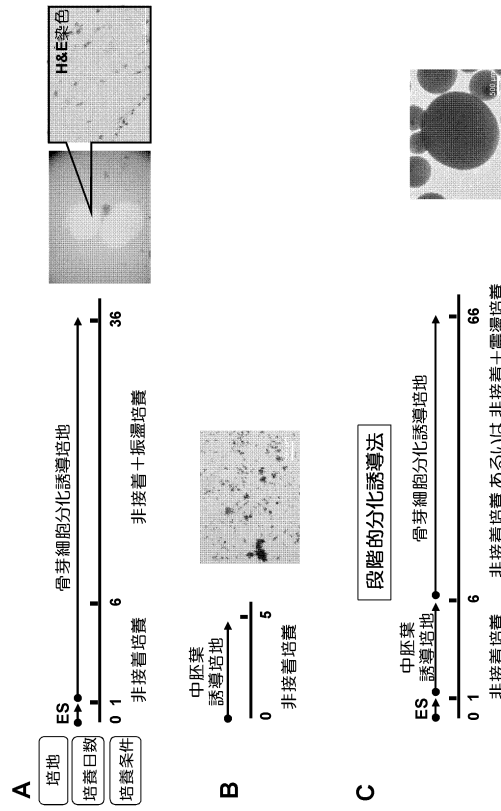 A
培地
培養日数
培養条件
ES
骨芽細胞分化誘導培地
0 1 6 36
非接着培養
非接着＋振盪培養
H&E染色
B
中胚葉
誘導培地
0 5
非接着培養
C
段階的分化誘導法
ES
中胚葉
誘導培地
骨芽細胞分化誘導培地
0 1 6 66
非接着培養
非接着培養 あるいは 非接着＋震盪培養
500 μm